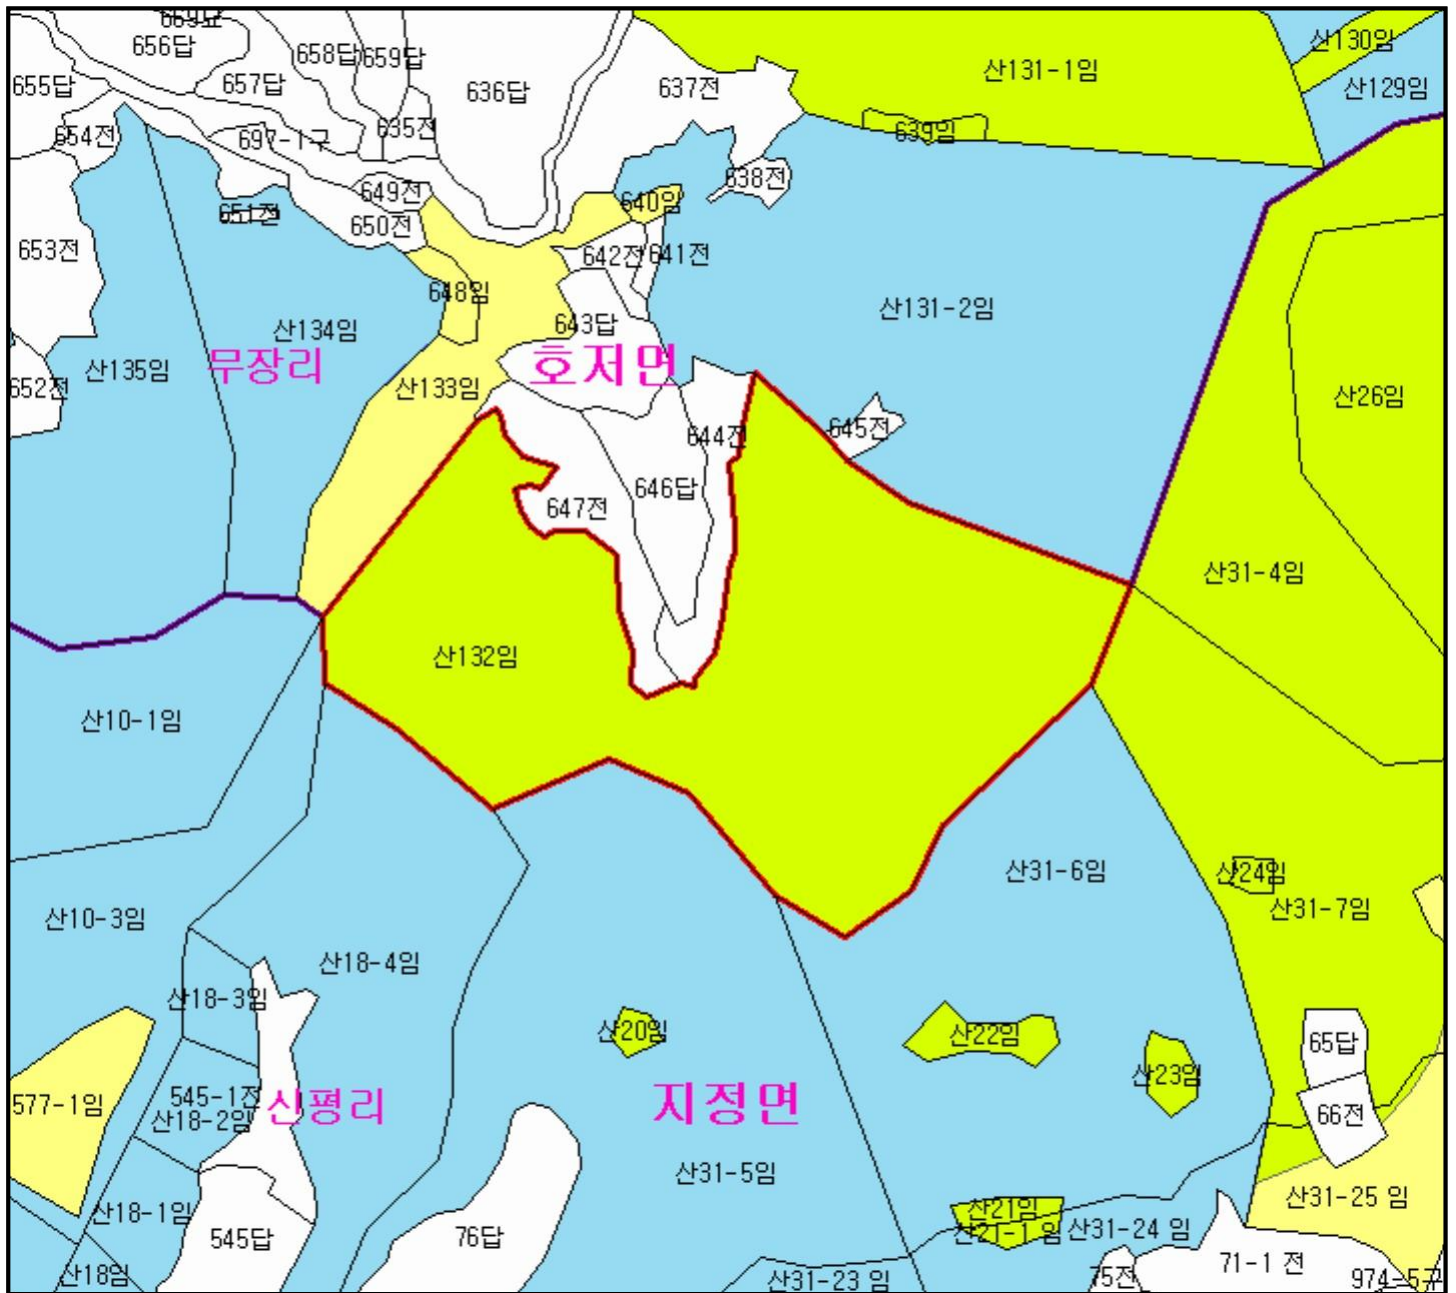 669답
656답
658답
659답
655답
657답
636답
637전
산131-1임
산130임
산129임
654전
697-1구
635전
639임
649전
638전
640임
651전
650전
653전
642전
641전
648임
산131-2임
643답
산134임
산135임
무장리
호저면
652전
산133임
산26임
644전
645전
646답
647전
산31-4임
산132임
산10-1임
산31-6임
산24임
산31-7임
산10-3임
산18-4임
산18-3임
산20임
산22임
65답
산23임
545-1전
577-1임
산18-2임
신평리
지정면
66전
산31-5임
산31-25 임
산18-1임
산21임
산21-1 임
산31-24 임
545답
76답
71-1 전
산18임
산31-23 임
75전
974-5구